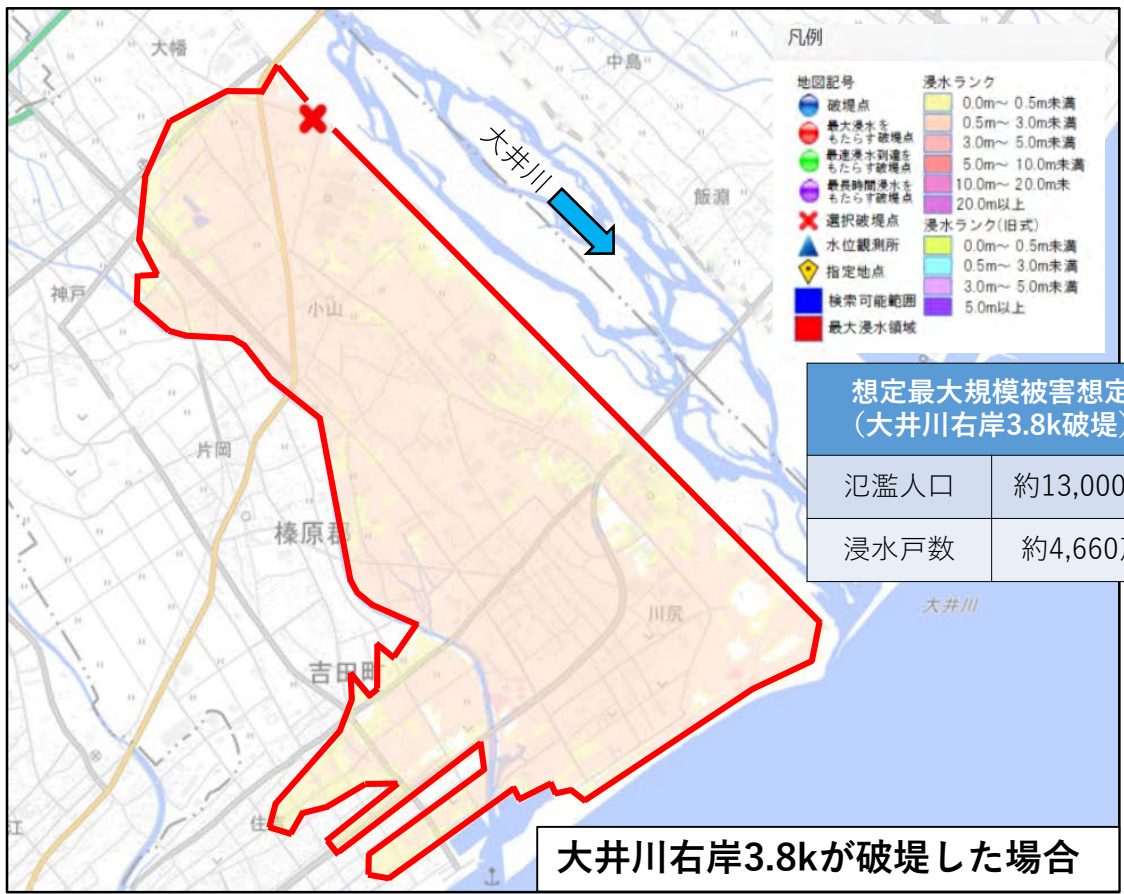 大幡
中島
凡例
地図記号
破堤点
最大浸水を
もたらす破堤点
最速浸水到達を
もたらす破堤点
最長時間浸水を
もたらす破堤点
選択破堤点
水位観測所
指定地点
検索可能範囲
最大浸水領域
浸水ランク
0.0m～ 0.5m未満
0.5m～ 3.0m未満
3.0m～ 5.0m未満
5.0m～ 10.0m未満
10.0m～ 20.0m未
20.0m以上
浸水ランク(旧式)
0.0m～ 0.5m未満
0.5m～ 3.0m未満
3.0m～ 5.0m未満
5.0m以上
大井川
飯淵
神戸
小山
想定最大規模被害想定
（大井川右岸3.8k破堤）
氾濫人口 約13,000
浸水戸数 約4,660
片岡
榛原郡
川尻
大井川
吉田町
住吉
江
大井川右岸3.8kが破堤した場合